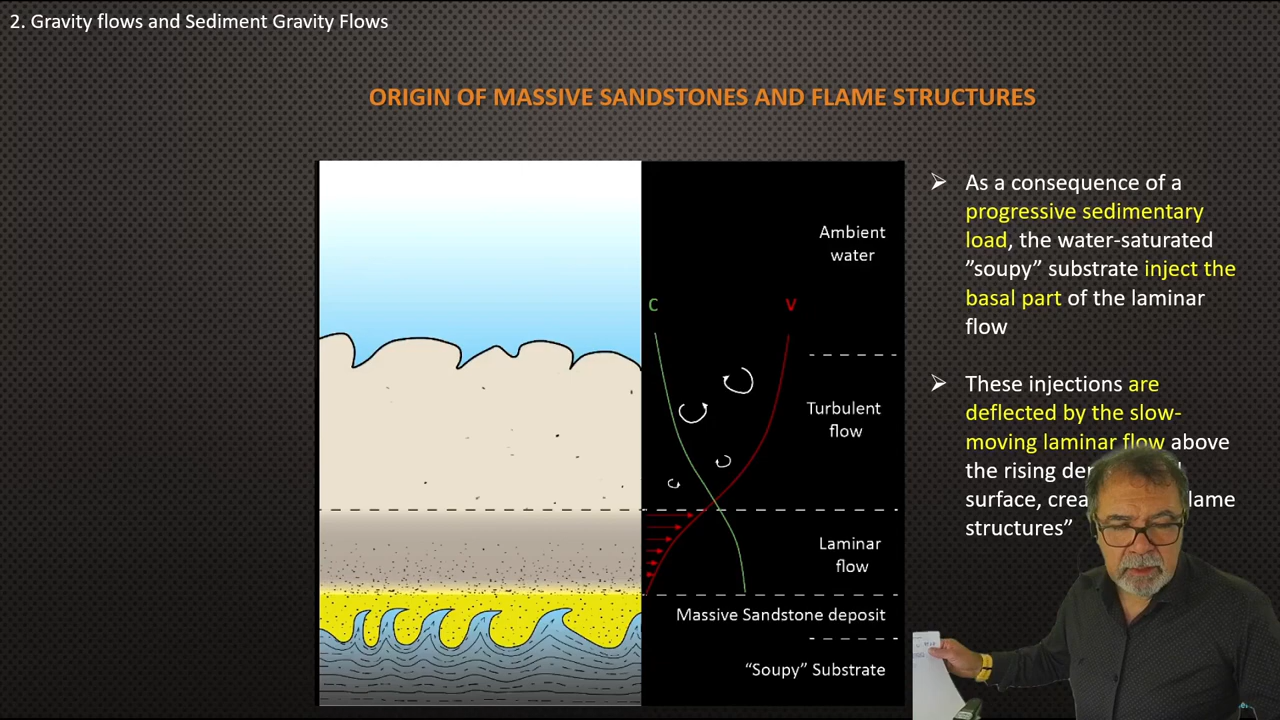 2. Gravity flows and Sediment Gravity Flows
ORIGIN OF MASSIVE SANDSTONES AND FLAME STRUCTURES
Ambient
water
C
V
Turbulent
flow
Laminar
flow
Massive Sandstone deposit
“Soupy” Substrate
As a consequence of a
progressive sedimentary
load, the water-saturated
”soupy” substrate inject the
basal part of the laminar
flow
These injections are
deflected by the slow-
moving laminar flow above
the rising
surface,
structures”